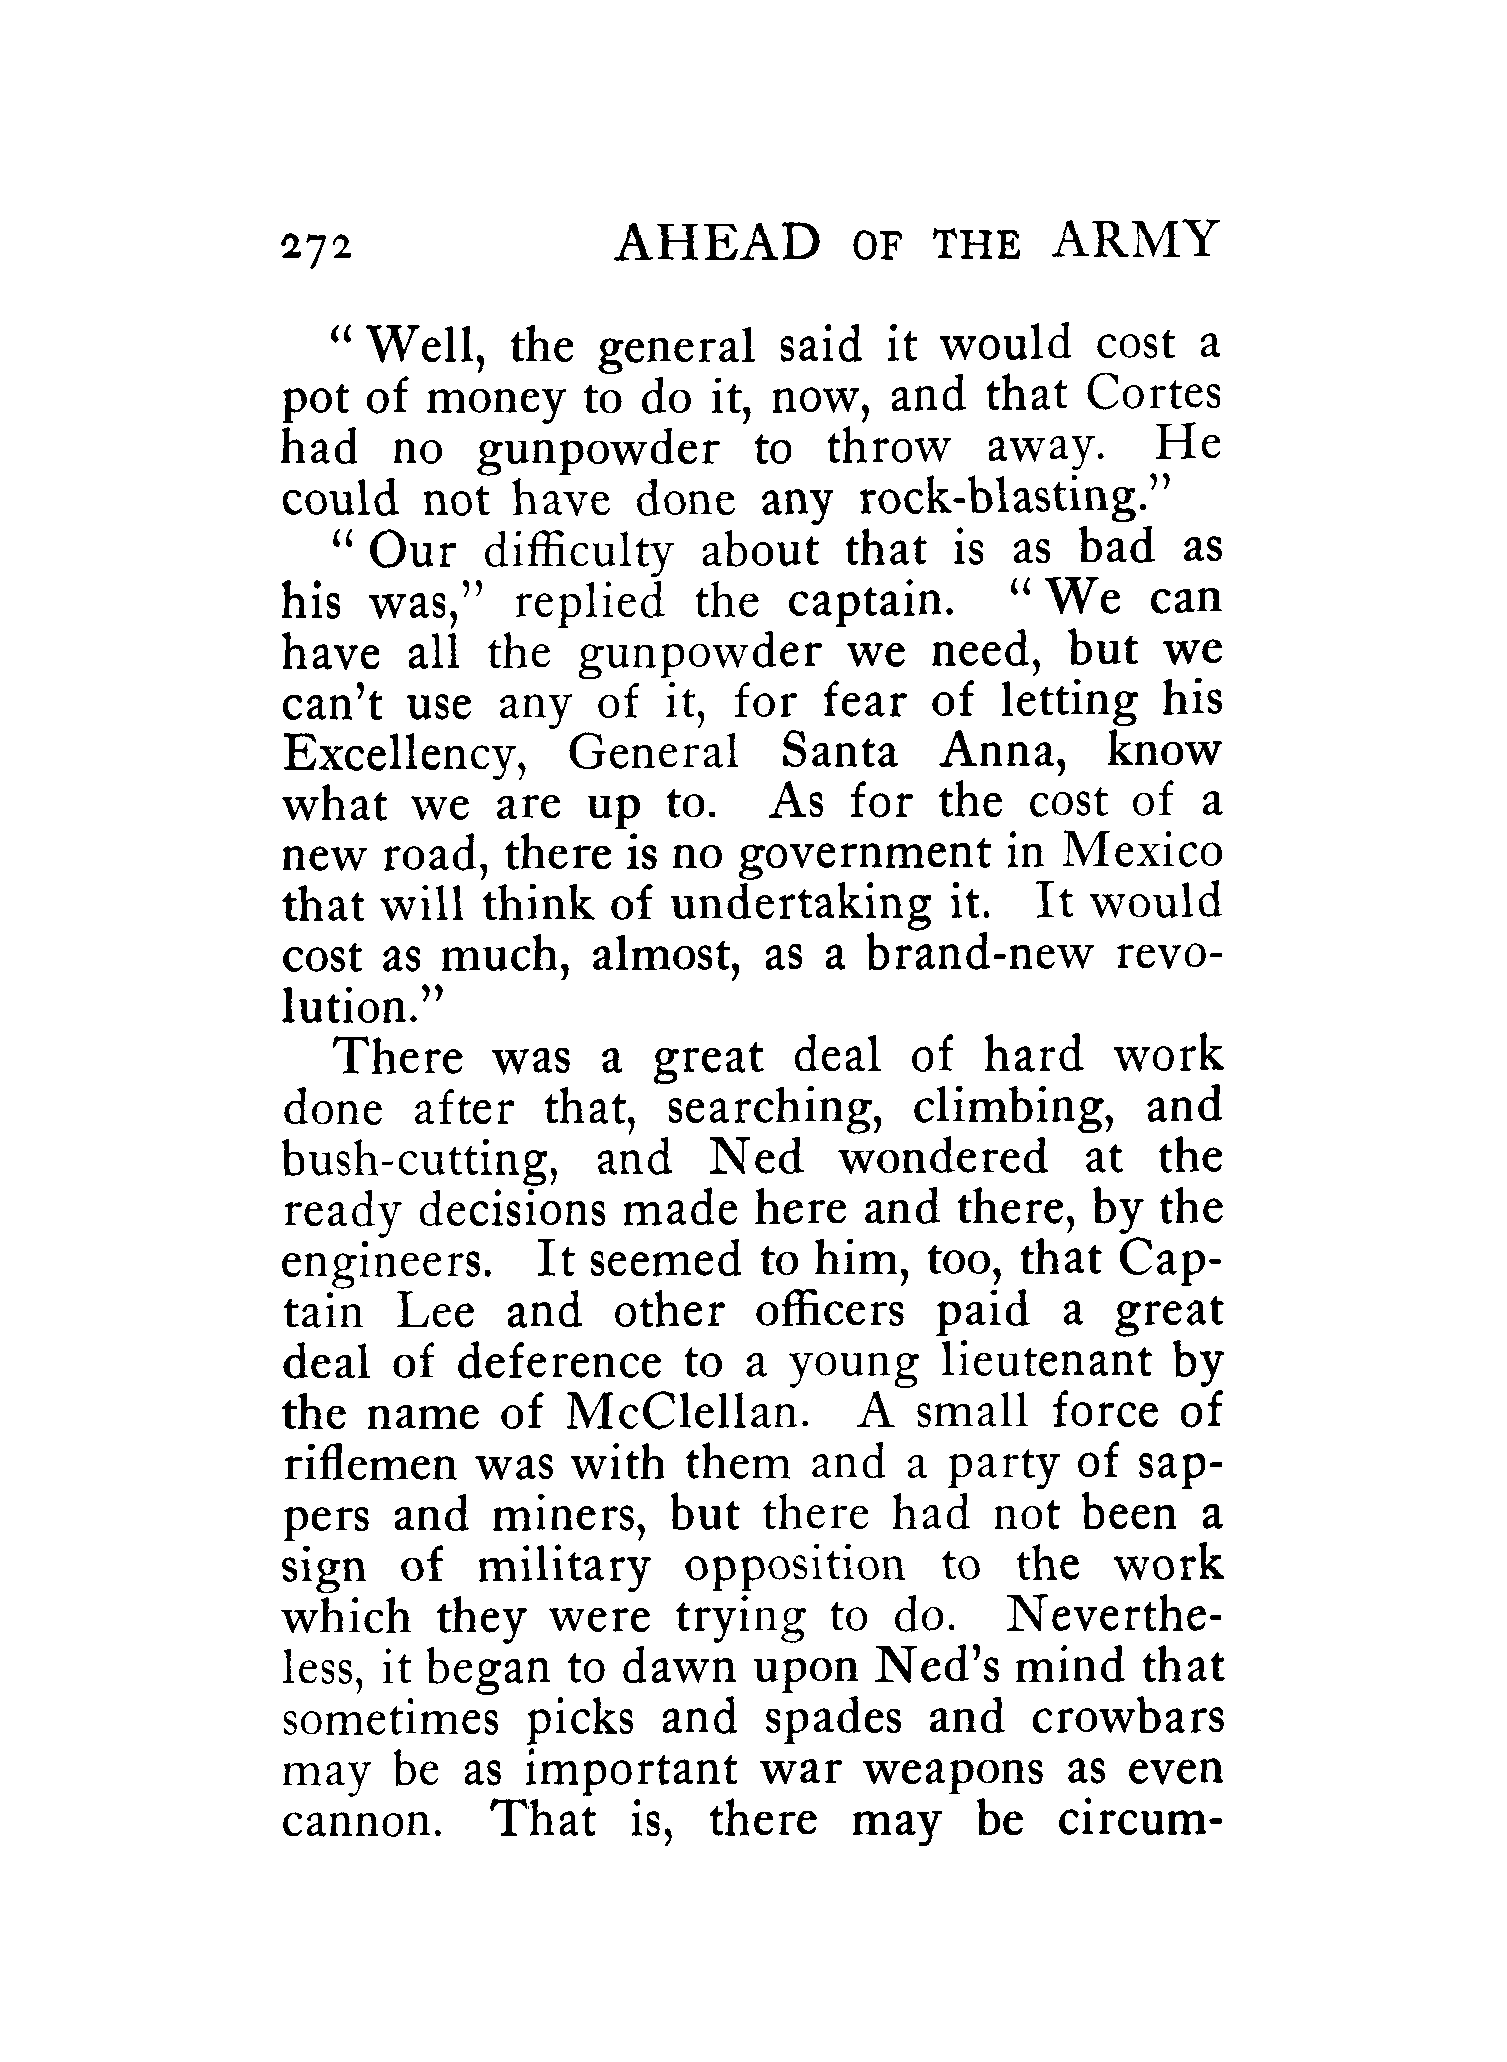 272 AHEAD OF THE ARMY
“ Well, the general said it would cost a
pot of money to do it, now, and that Cortes
had no gunpowder to throw away. He
could not have done any rock-blasting.”
“ Our difficulty about that is as bad as
his was,” replied the captain. “ We can
have all the gunpowder we need, but we
can’t use any of it, for fear of letting his
Excellency, General Santa Anna, know
what we are up to. As for the cost of a
new road, there is no government in Mexico
that will think of undertaking it. It would
cost as much, almost, as a brand-new revo-
lution.”
There was a great deal of hard work
done after that, searching, climbing, and
bush-cutting, and Ned wondered at the
ready decisions made here and there, by the
engineers. It seemed to him, too, that Cap-
tain Lee and other officers paid a great
deal of deference to a young lieutenant by
the name of McClellan. A small force of
riflemen was with them and a party of sap-
pers and miners, but there had not been a
sign of military opposition to the work
which they were trying to do. Neverthe-
less, it began to dawn upon Ned’s mind that
sometimes picks and spades and crowbars
may be as important war weapons as even
cannon. That is, there may be circum-